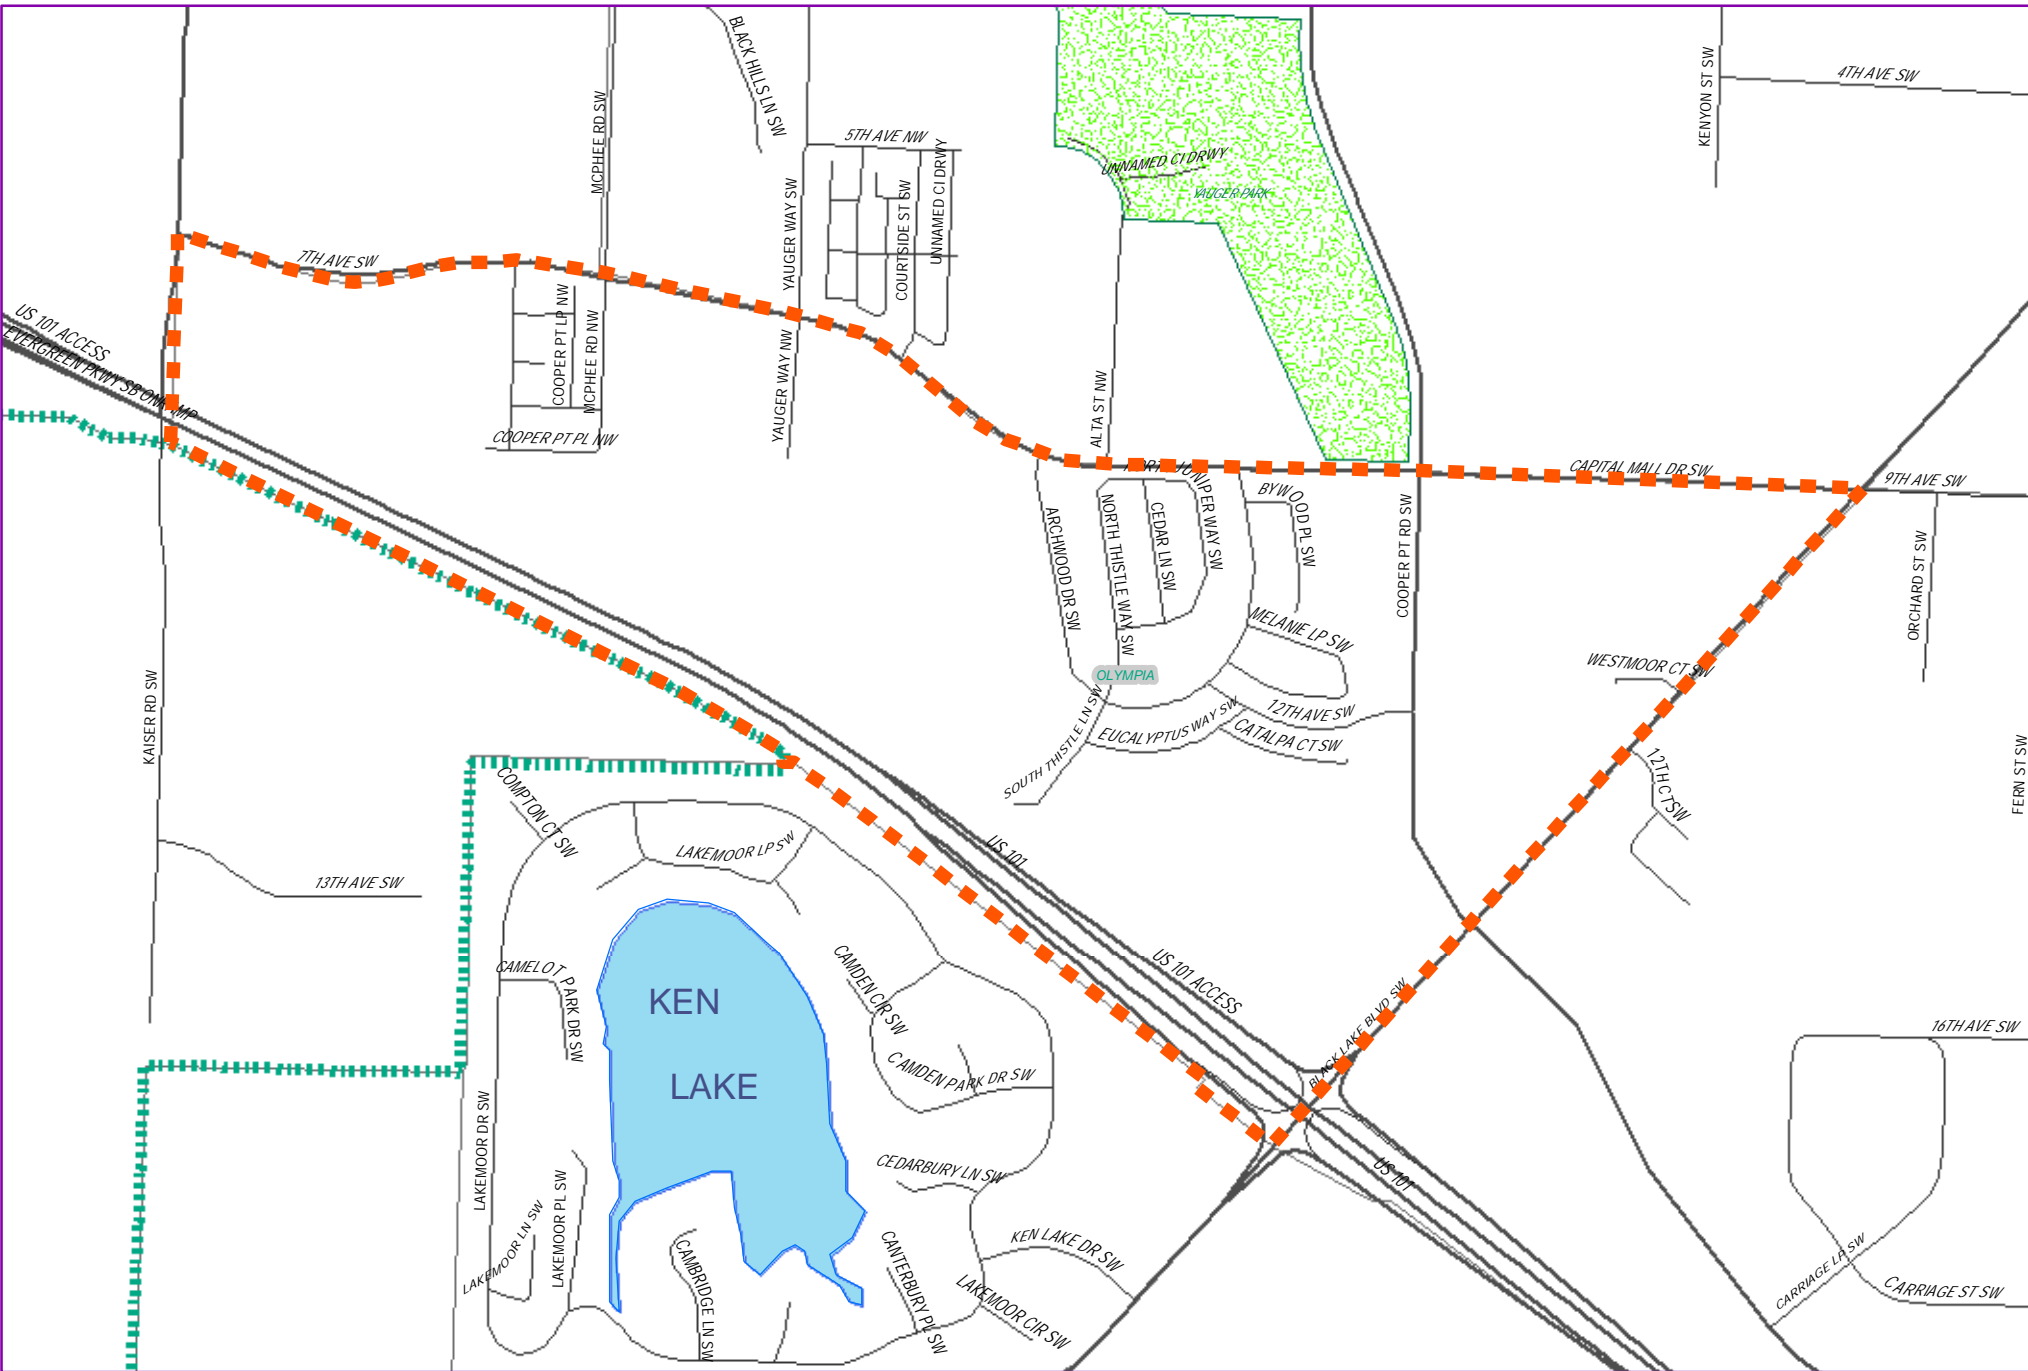 BLACK HILLS LN SW
KENYON ST SW
4TH AVE SW
MCPHEE RD SW
5TH AVE NW
UNNAMED CI DRWY
UNNAMED CI DRWY
YAUGER PARK
YAUGER WAY SW
COURTSIDE ST SW
7TH AVE SW
US 101 ACCESS
EVERGREEN PKWY SB ONRAMP
COOPER PT LP NW
MCPHEE RD NW
YAUGER WAY NW
ALTA ST NW
COOPER PT PL NW
NORTH JUNIPER WAY SW
CAPITAL MALL DR SW
9TH AVE SW
BYWOOD PL SW
ARCHWOOD DR SW
NORTH THISTLE WAY SW
CEDAR LN SW
COOPER PT RD SW
ORCHARD ST SW
MELANIE LP SW
WESTMOOR CT SW
OLYMPIA
KAISER RD SW
SOUTH THISTLE LN SW
EUCALYPTUS WAY SW
12TH AVE SW
CATALPA CT SW
12TH CT SW
FERN ST SW
COMPTON CT SW
LAKEMOOR LP SW
US 101
13TH AVE SW
CAMELOT PARK DR SW
CAMDEN CIR SW
US 101 ACCESS
BLACK LAKE BLVD SW
KEN
LAKE
16TH AVE SW
CAMDEN PARK DR SW
LAKEMOOR DR SW
CEDARBURY LN SW
US 101
LAKEMOOR LN SW
LAKEMOOR PL SW
CAMBRIDGE LN SW
CANTERBURY PL SW
KEN LAKE DR SW
LAKEMOOR CIR SW
CARRIAGE LP SW
CARRIAGE ST SW